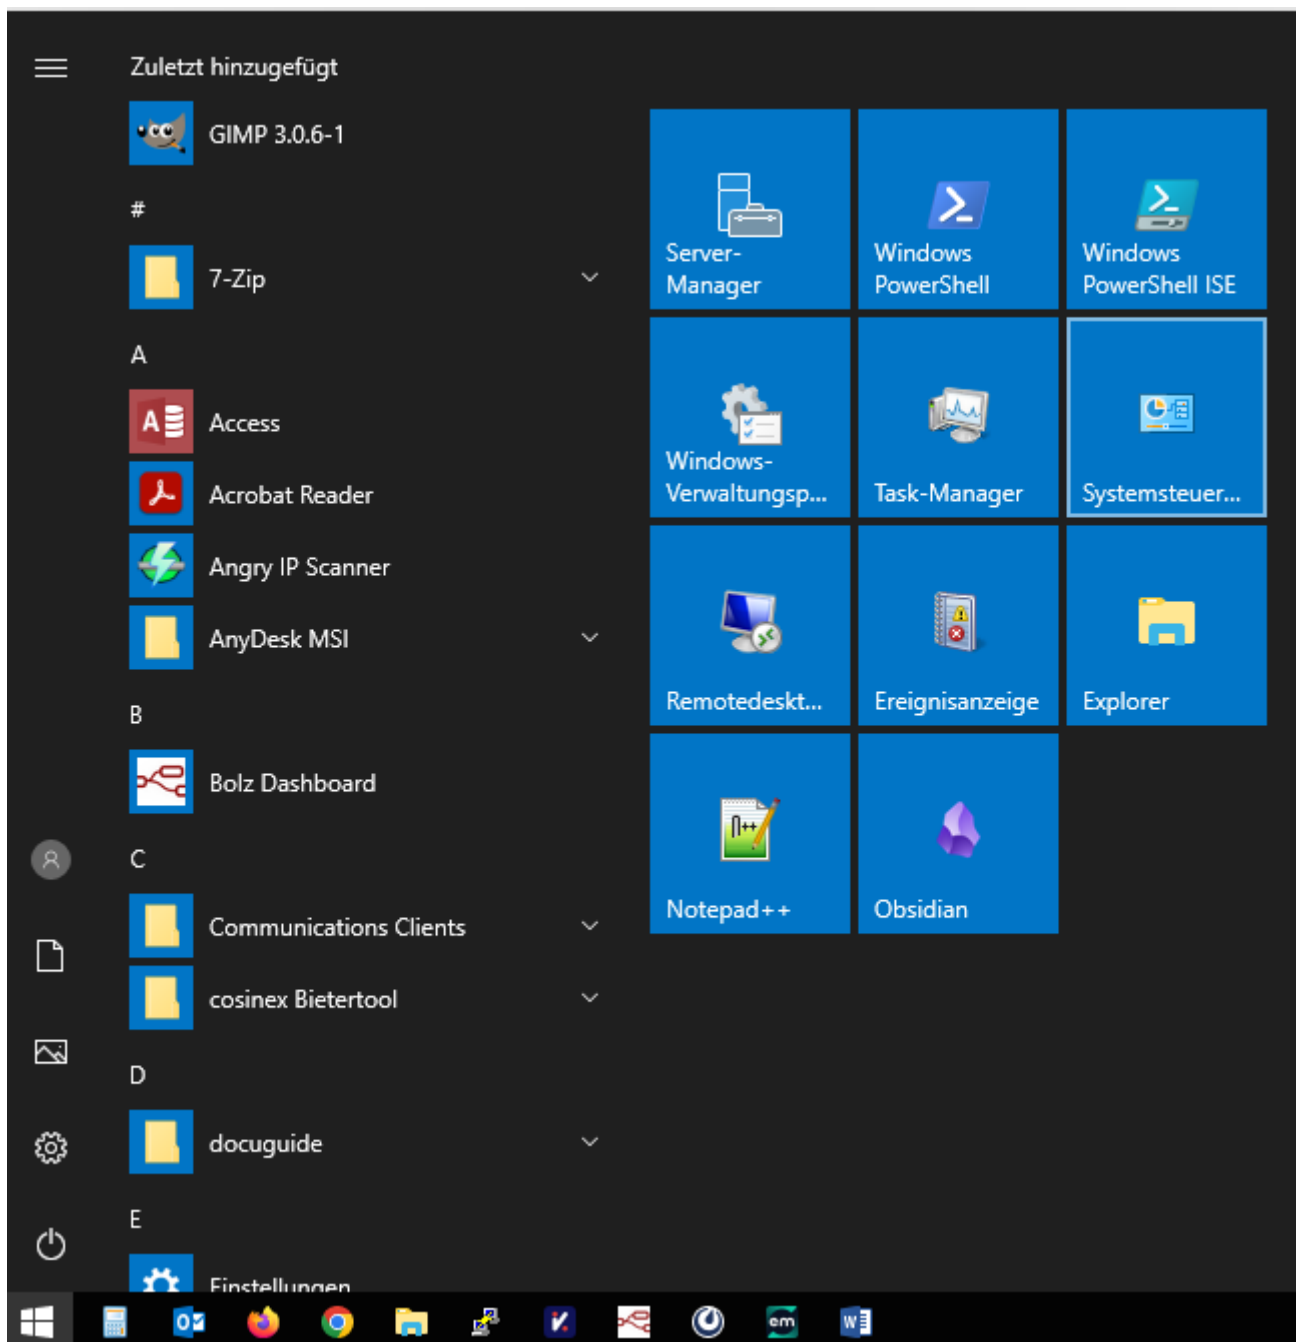 Zuletzt hinzugefügt
GIMP 3.0.6-1
#
7-Zip
A
Access
Acrobat Reader
Angry IP Scanner
AnyDesk MSI
B
Bolz Dashboard
C
Communications Clients
cosinex Bietertool
D
docuguide
E
Einstellungen
Server-
Manager
Windows
PowerShell
Windows
PowerShell ISE
Windows-
Verwaltungsp...
Task-Manager
Systemsteuer...
Remotedeskt...
Ereignisanzeige
Explorer
Notepad++
Obsidian